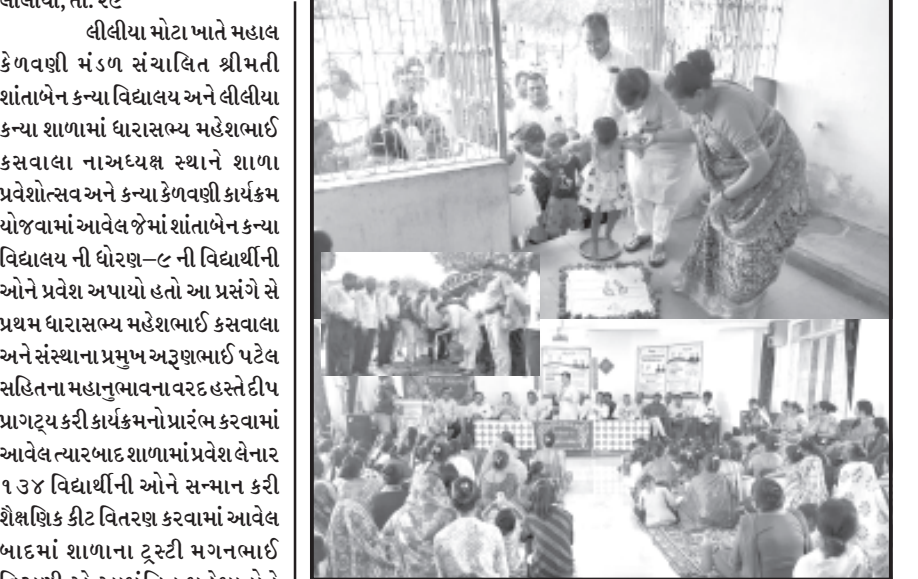 લીલીયા, તા. ૨૯
લીલીયા મોટા ખાતે મહાલ
કેળવણી મંડળ સંચાલિત શ્રીમતી
શાંતાબેન કન્યા વિદ્યાલય અને લીલીયા
કન્યા શાળામાં ધારાસભ્ય મહેશભાઈ
કસવાલા નાઅધ્યક્ષ સ્થાને શાળા
પ્રવેશોત્સવ અને કન્યા કેળવણી કાર્યક્રમ
યોજવામાં આવેલ જેમાં શાંતાબેન કન્યા
વિદ્યાલય ની ધોરણ–૯ ની વિદ્યાર્થીની
ઓને પ્રવેશ અપાયો હતો આ પ્રસંગે સે
પ્રથમ ધારાસભ્ય મહેશભાઈ કસવાલા
અને સંસ્થાના પ્રમુખ અરૂણભાઈ પટેલ
સહિતના મહાનુભાવના વરદ હસ્તે દીપ
પ્રાગટ્ય કરી કાર્યક્રમનો પ્રારંભ કરવામાં
આવેલ ત્યારબાદ શાળામાં પ્રવેશ લેનાર
૧૩૪ વિદ્યાર્થીની ઓને સન્માન કરી
શૈક્ષણિક કીટ વિતરણ કરવામાં આવેલ
બાદમાં શાળાના ટ્રસ્ટી મગનભાઈ